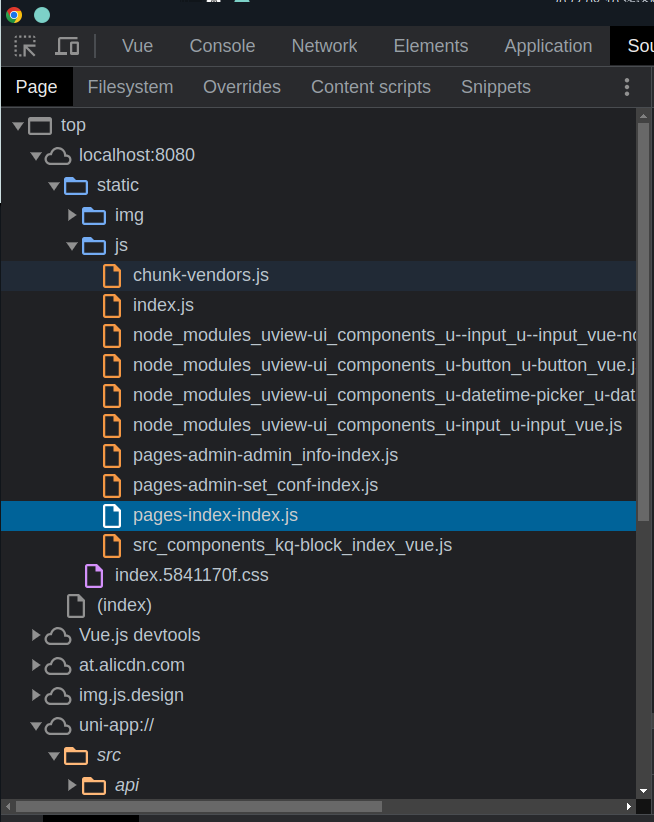 Vue Console Network Elements Application Sou
Page Filesystem Overrides Content scripts Snippets
top
localhost:8080
static
img
js
chunk-vendors.js
index.js
node_modules_uview-ui_components_u--input_u--input_vue-no
node_modules_uview-ui_components_u-button_u-button_vue.j
node_modules_uview-ui_components_u-datetime-picker_u-dat
node_modules_uview-ui_components_u-input_u-input_vue.js
pages-admin-admin_info-index.js
pages-admin-set_conf-index.js
pages-index-index.js
src_components_kq-block_index_vue.js
index.5841170f.css
(index)
Vue.js devtools
at.alicdn.com
img.js.design
uni-app://
src
api